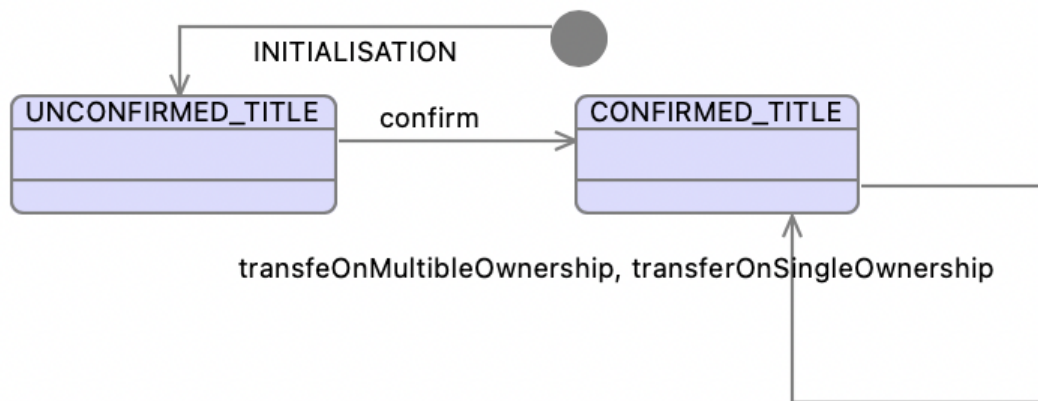 INITIALISATION
UNCONFIRMED_TITLE
confirm
CONFIRMED_TITLE
transfeOnMultibleOwnership, transferOnSingleOwnership